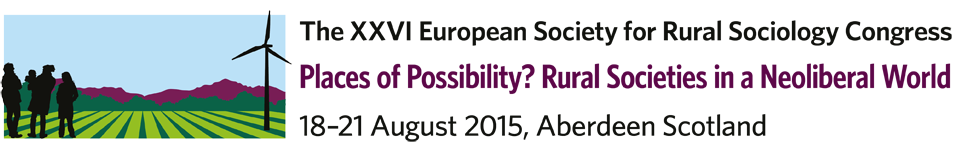 The XXVI European Society for Rural Sociology Congress
Places of Possibility? Rural Societies in a Neoliberal World
18–21 August 2015, Aberdeen Scotland